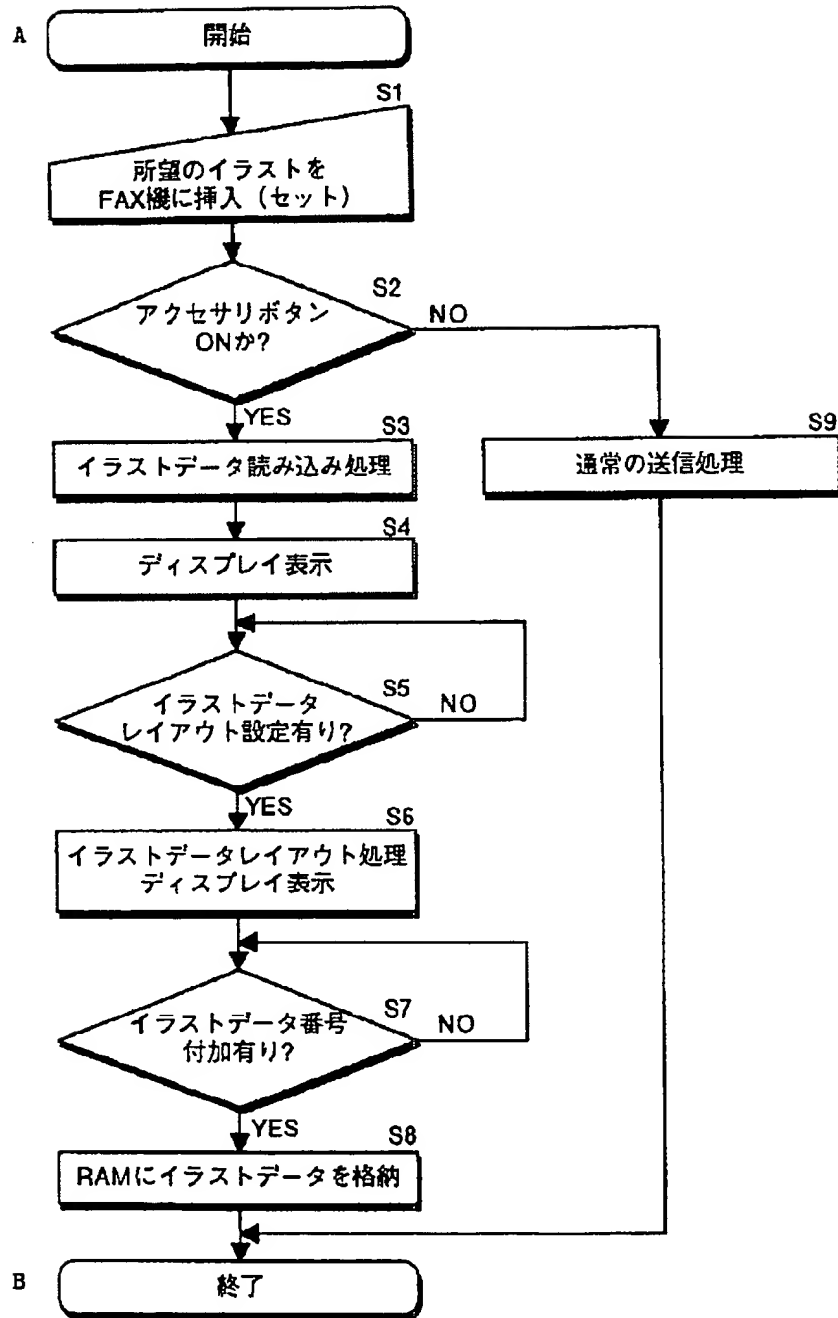 A
開始
S1
所望のイラストを
FAX機に挿入（セット）
S2
アクセサリボタン
ONか?
NO
YES
S3
イラストデータ読み込み処理
S9
通常の送信処理
S4
ディスプレイ表示
S5
イラストデータ
レイアウト設定有り?
NO
YES
S6
イラストデータレイアウト処理
ディスプレイ表示
S7
イラストデータ番号
付加有り?
NO
YES
S8
RAMにイラストデータを格納
B
終了